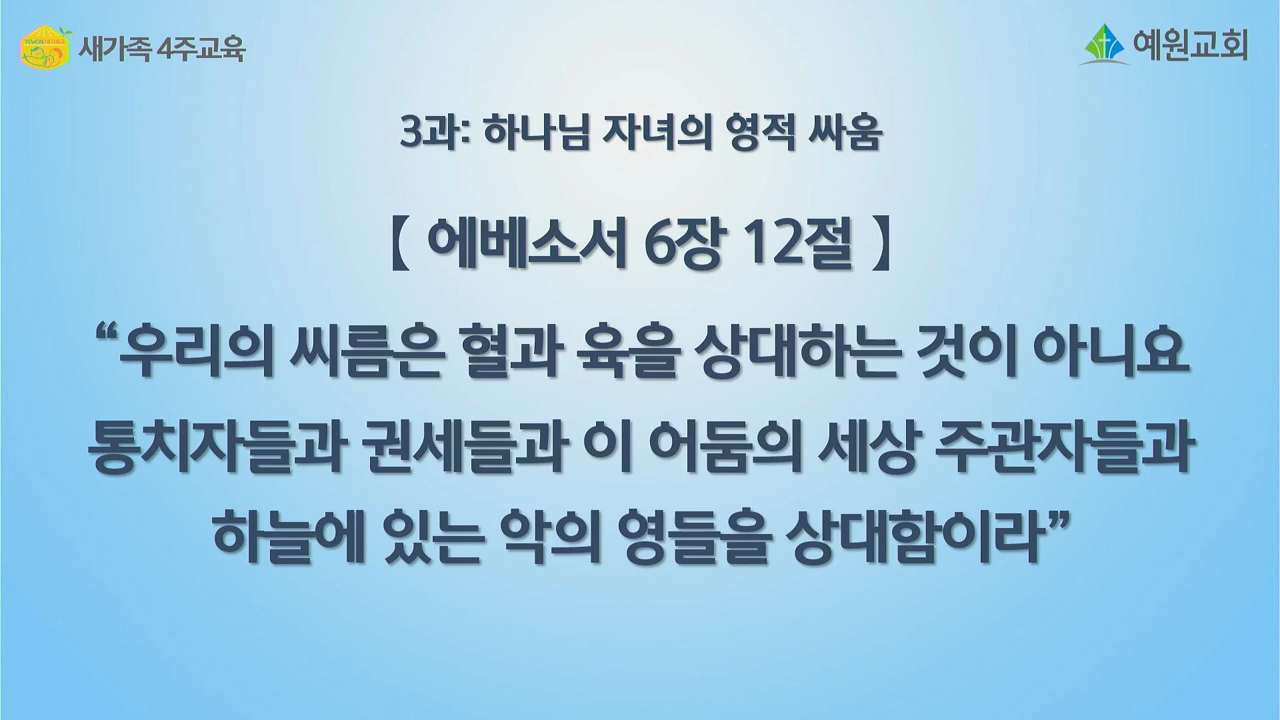 새가족 4주교육
예원교회
3과: 하나님 자녀의 영적 싸움
【 에베소서 6장 12절 】
“우리의 씨름은 혈과 육을 상대하는 것이 아니요
통치자들과 권세들과 이 어둠의 세상 주관자들과
하늘에 있는 악의 영들을 상대함이라”